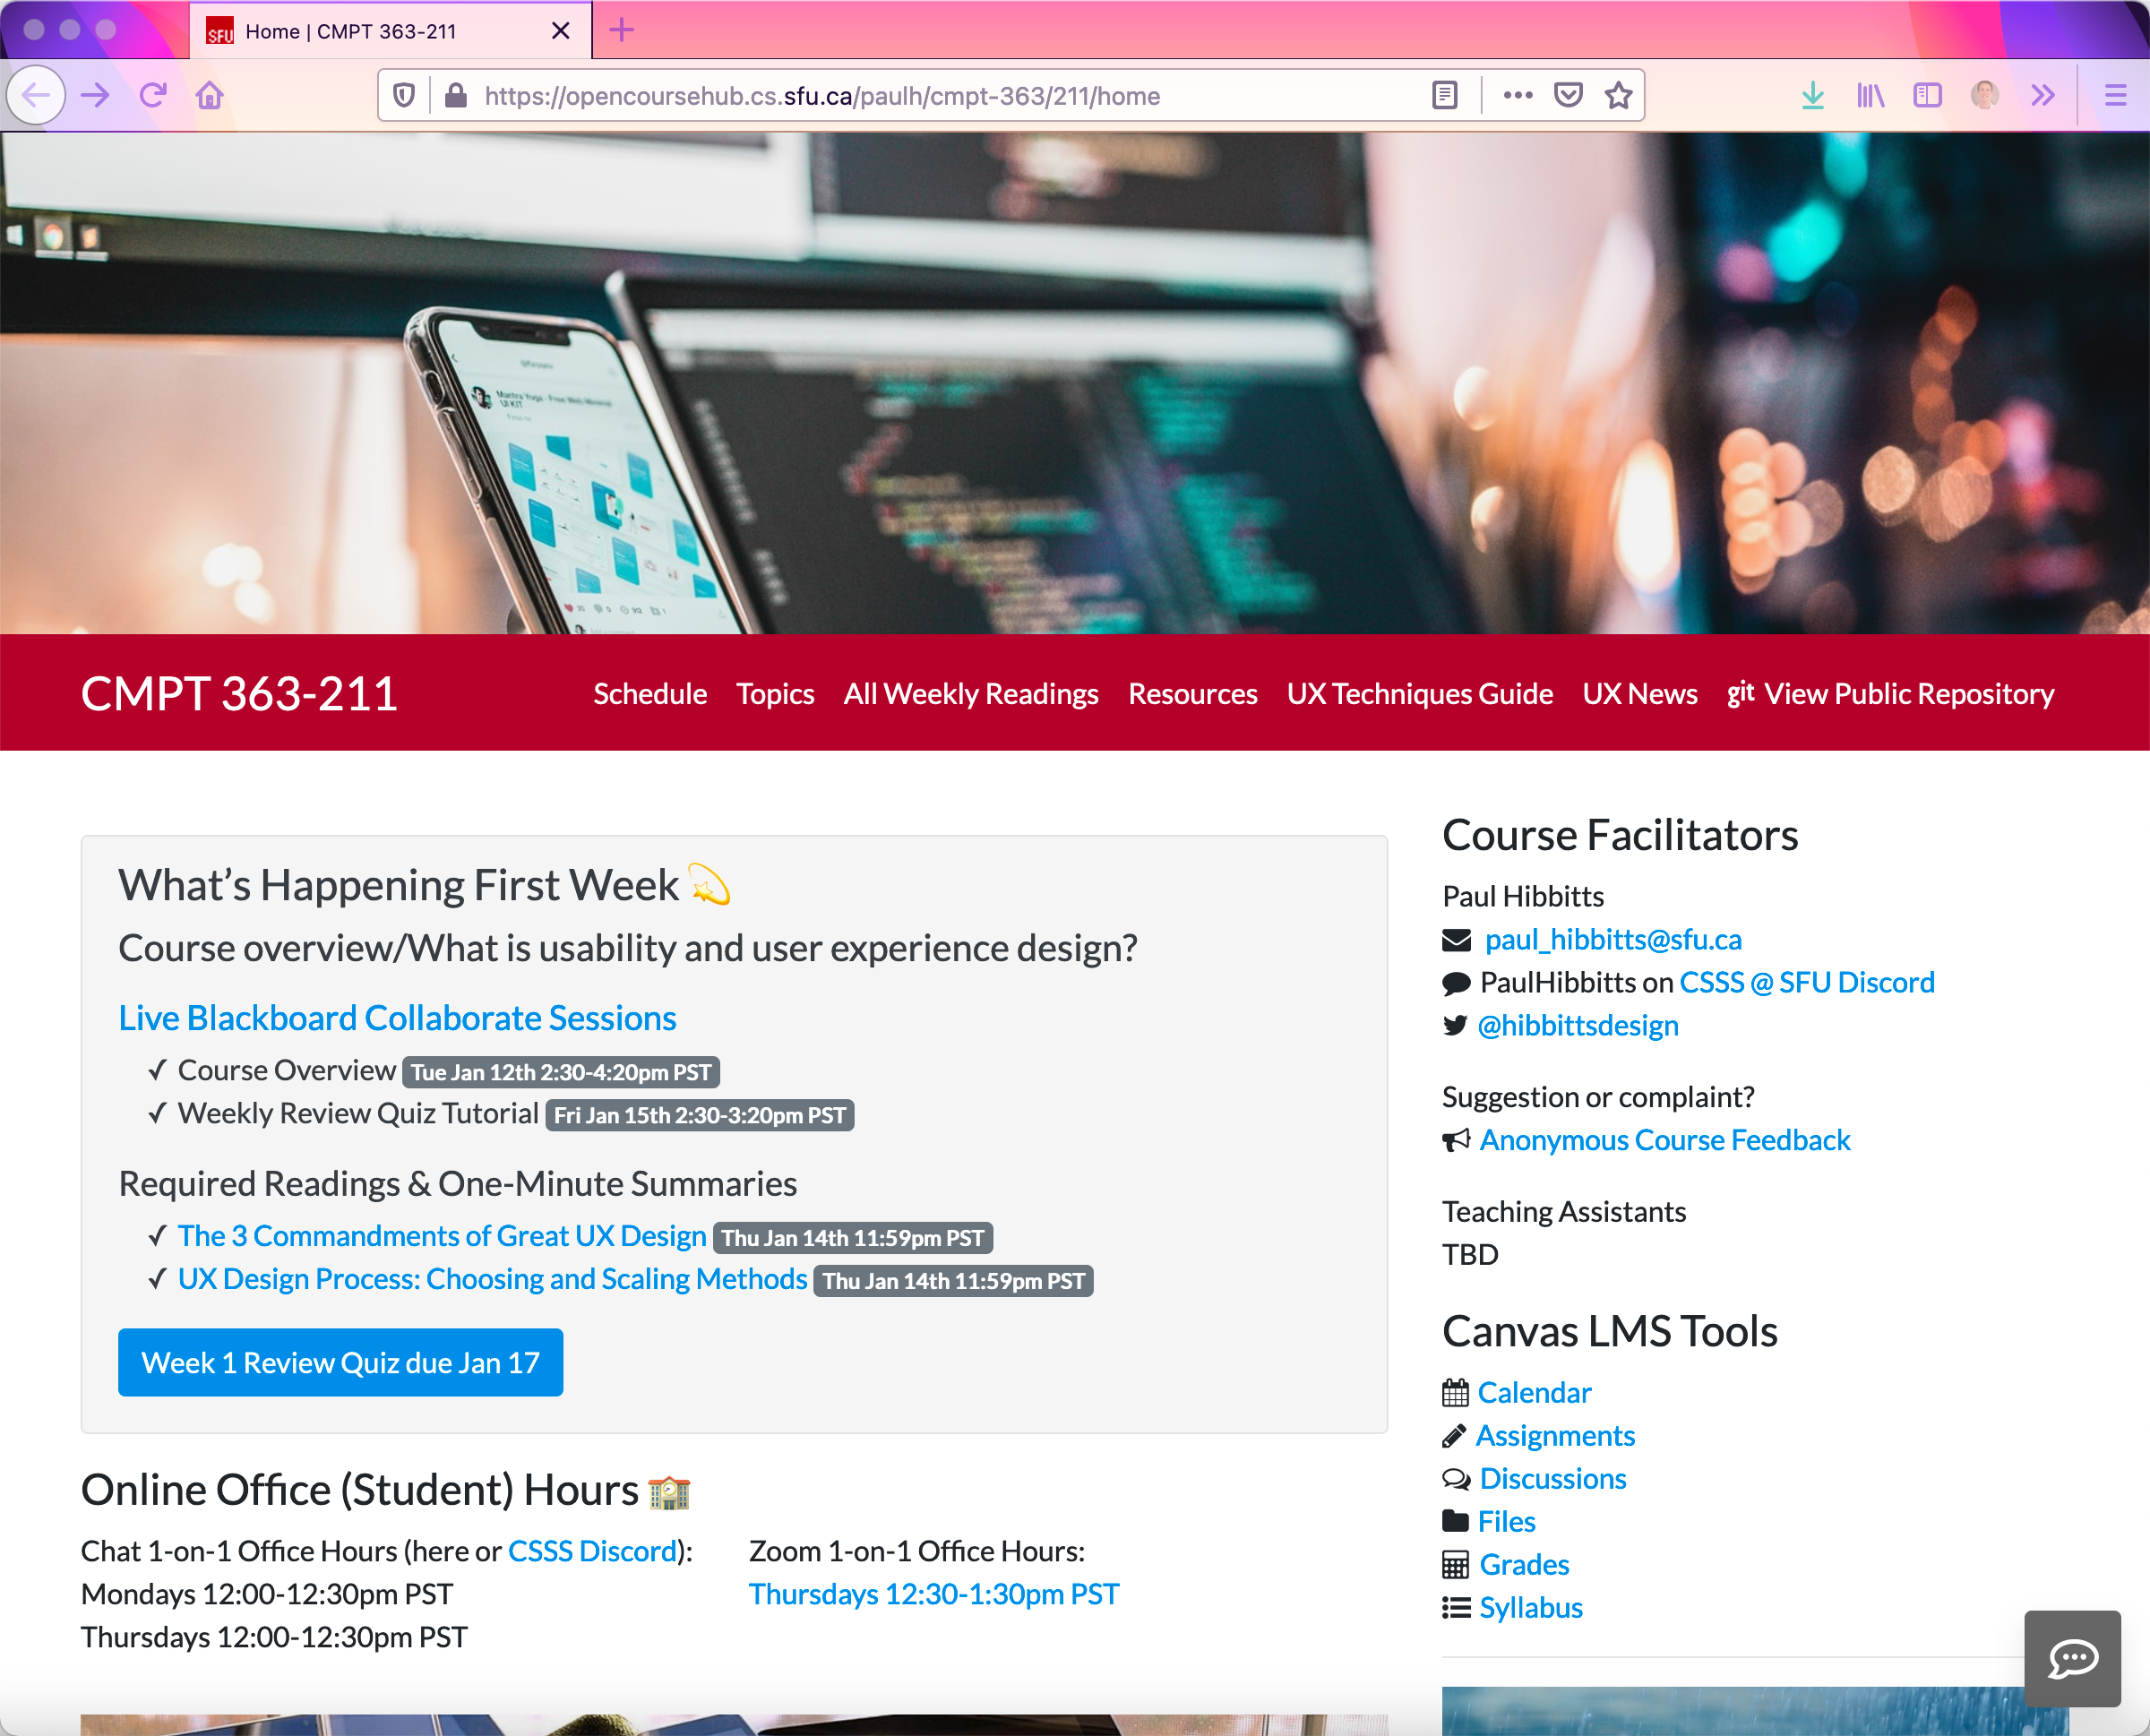 SFU Home | CMPT 363-211
https://opencoursehub.cs.sfu.ca/paulh/cmpt-363/211/home
Mantra Yoga - Free Web Minimal
UI KIT
CMPT 363-211
Schedule Topics All Weekly Readings Resources UX Techniques Guide UX News git View Public Repository
What’s Happening First Week 💫
Course overview/What is usability and user experience design?
Live Blackboard Collaborate Sessions
✓ Course Overview Tue Jan 12th 2:30-4:20pm PST
✓ Weekly Review Quiz Tutorial Fri Jan 15th 2:30-3:20pm PST
Required Readings & One-Minute Summaries
✓ The 3 Commandments of Great UX Design Thu Jan 14th 11:59pm PST
✓ UX Design Process: Choosing and Scaling Methods Thu Jan 14th 11:59pm PST
Week 1 Review Quiz due Jan 17
Online Office (Student) Hours 🏫
Chat 1-on-1 Office Hours (here or CSSS Discord):
Mondays 12:00-12:30pm PST
Thursdays 12:00-12:30pm PST
Zoom 1-on-1 Office Hours:
Thursdays 12:30-1:30pm PST
Course Facilitators
Paul Hibbitts
paul_hibbitts@sfu.ca
PaulHibbitts on CSSS @ SFU Discord
@hibbittsdesign
Suggestion or complaint?
Anonymous Course Feedback
Teaching Assistants
TBD
Canvas LMS Tools
Calendar
Assignments
Discussions
Files
Grades
Syllabus